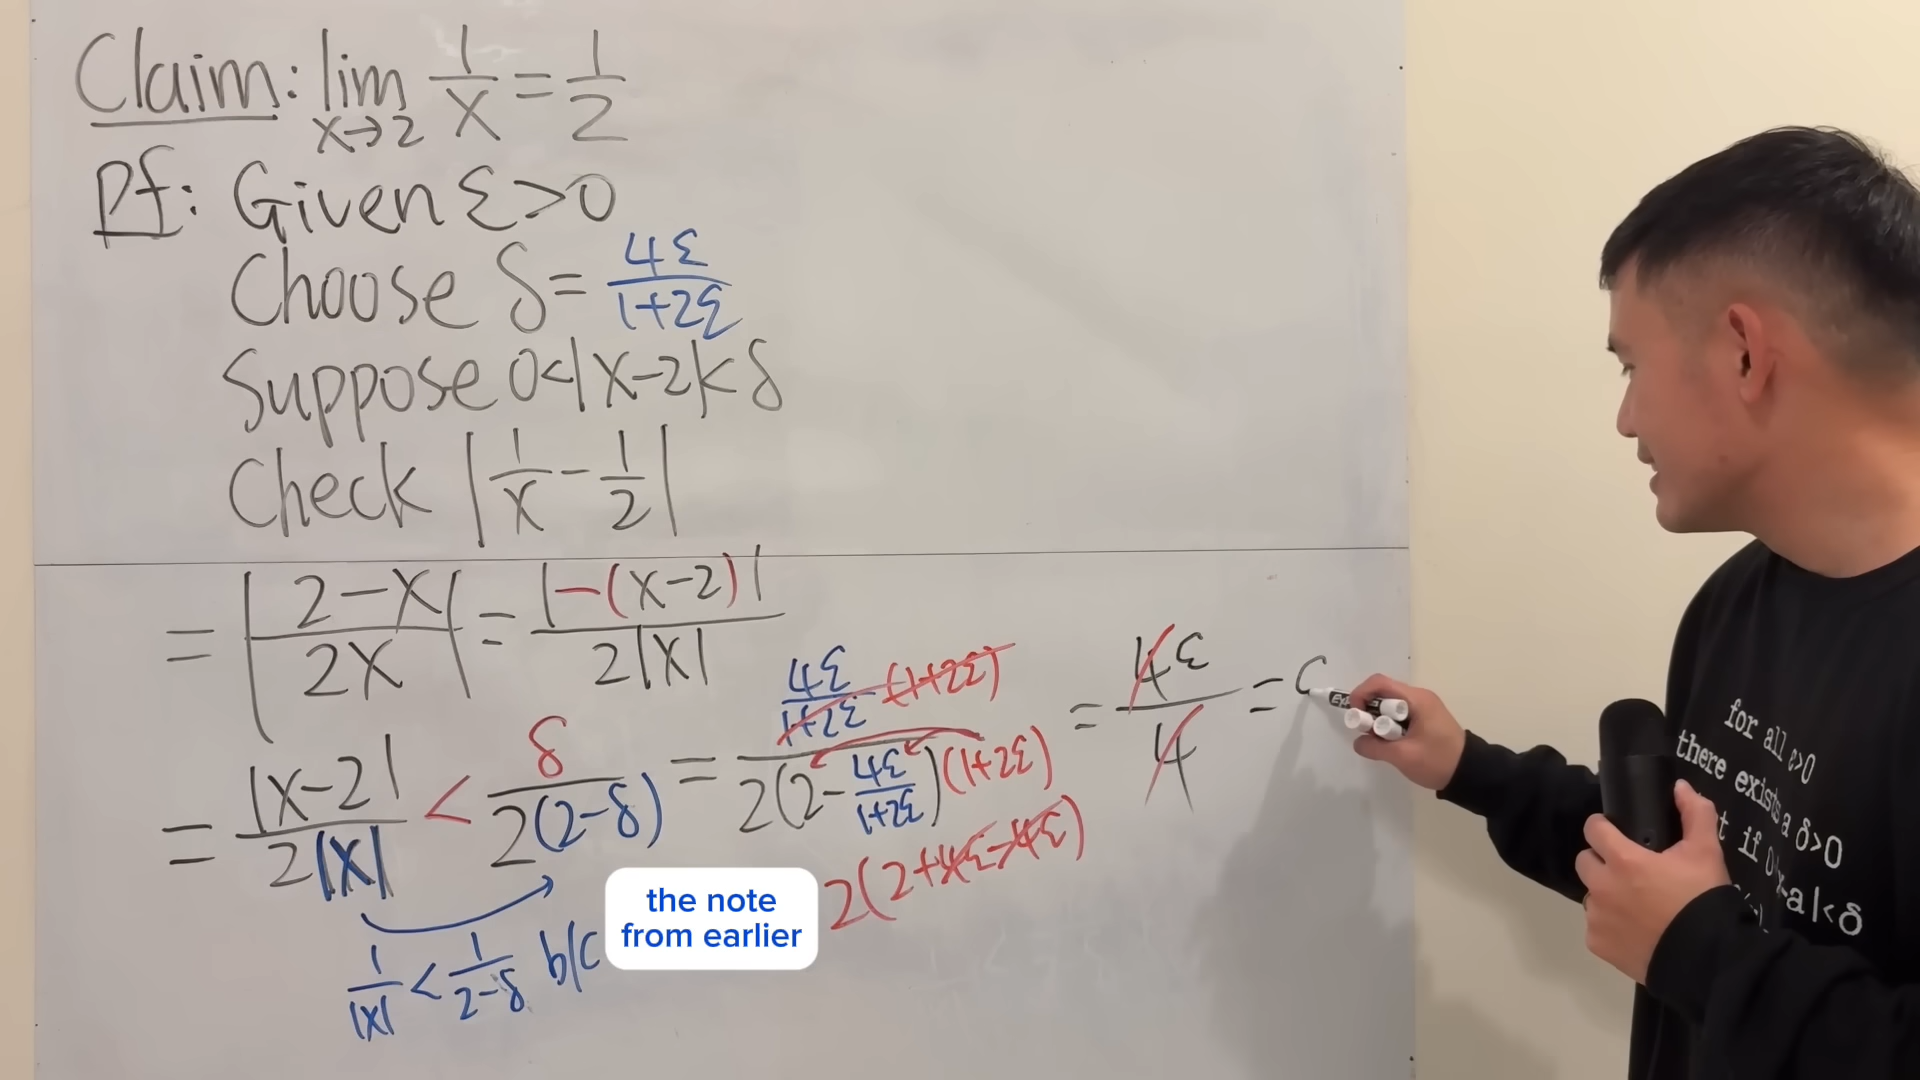 Claim: lim x→2 1/x = 1/2
Pf: Given ε>0
Choose δ = 4ε/(1+2ε)
Suppose 0<|x-2|<δ
Check |1/x - 1/2|
= |(2-x)/(2x)| = |-(x-2)|/(2|x|)
= |x-2|/(2|x|) < δ/(2(2-δ)) = (4ε/(1+2ε) · (1+2ε))/(2(2 - 4ε/(1+2ε))(1+2ε)) = 4ε/4 =
2(2+4ε-4ε)
1/|x| < 1/(2-δ) b/c
the note
from earlier
for all ε>0
there exists a δ>0
t if 0
-a|<δ